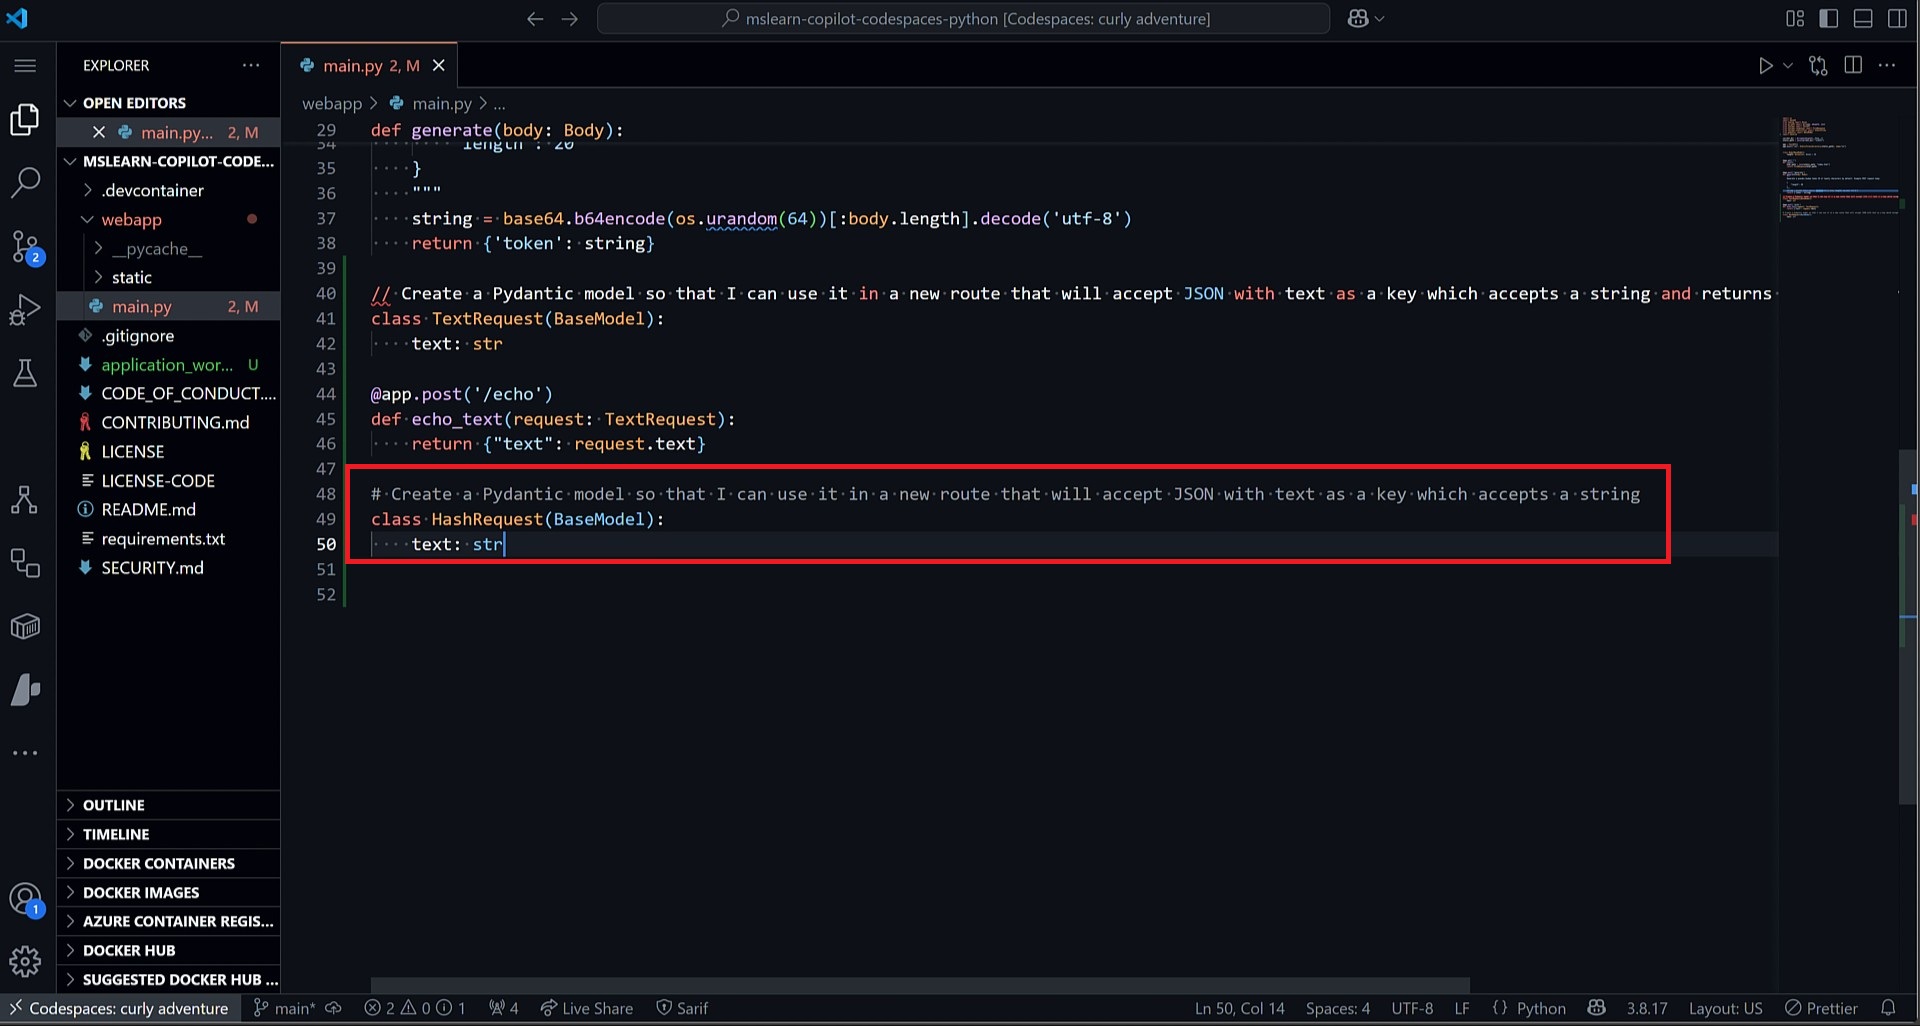 mslearn-copilot-codespaces-python [Codespaces: curly adventure]
EXPLORER
OPEN EDITORS
main.py... 2, M
MSLEARN-COPILOT-CODE...
.devcontainer
webapp
__pycache__
static
main.py 2, M
.gitignore
application_wor... U
CODE_OF_CONDUCT....
CONTRIBUTING.md
LICENSE
LICENSE-CODE
README.md
requirements.txt
SECURITY.md
OUTLINE
TIMELINE
DOCKER CONTAINERS
DOCKER IMAGES
AZURE CONTAINER REGIS...
DOCKER HUB
SUGGESTED DOCKER HUB ...
2
1
main.py 2, M
webapp > main.py > ...
29 def generate(body: Body):
34 "length": 20
35 }
36 """
37 string = base64.b64encode(os.urandom(64))[:body.length].decode('utf-8')
38 return {'token': string}
39
40 // Create a Pydantic model so that I can use it in a new route that will accept JSON with text as a key which accepts a string and returns
41 class TextRequest(BaseModel):
42 text: str
43
44 @app.post('/echo')
45 def echo_text(request: TextRequest):
46 return {"text": request.text}
47
48 # Create a Pydantic model so that I can use it in a new route that will accept JSON with text as a key which accepts a string
49 class HashRequest(BaseModel):
50 text: str
51
52
Codespaces: curly adventure main* 2 0 1 4 Live Share Sarif Ln 50, Col 14 Spaces: 4 UTF-8 LF {} Python 3.8.17 Layout: US Prettier